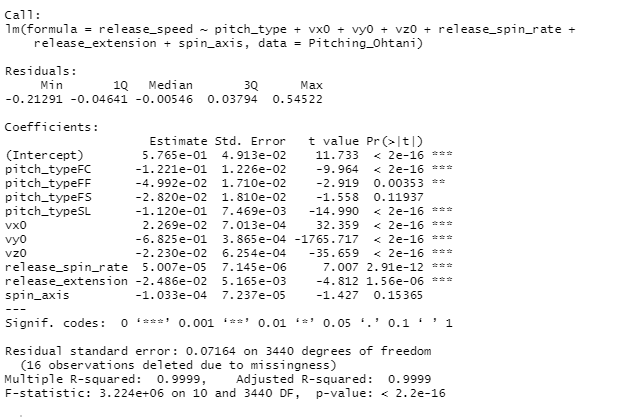 Call:
lm(formula = release_speed ~ pitch_type + vx0 + vy0 + vz0 + release_spin_rate +
    release_extension + spin_axis, data = Pitching_Ohtani)
Residuals:
     Min       1Q   Median       3Q      Max
-0.21291 -0.04641 -0.00546  0.03794  0.54522
Coefficients:
                    Estimate Std. Error   t value Pr(>|t|)
(Intercept)        5.765e-01  4.913e-02    11.733  < 2e-16 ***
pitch_typeFC      -1.221e-01  1.226e-02    -9.964  < 2e-16 ***
pitch_typeFF      -4.992e-02  1.710e-02    -2.919  0.00353 **
pitch_typeFS      -2.820e-02  1.810e-02    -1.558  0.11937
pitch_typeSL      -1.120e-01  7.469e-03   -14.990  < 2e-16 ***
vx0                2.269e-02  7.013e-04    32.359  < 2e-16 ***
vy0               -6.825e-01  3.865e-04 -1765.717  < 2e-16 ***
vz0               -2.230e-02  6.254e-04   -35.659  < 2e-16 ***
release_spin_rate  5.007e-05  7.145e-06     7.007 2.91e-12 ***
release_extension -2.486e-02  5.165e-03    -4.812 1.56e-06 ***
spin_axis         -1.033e-04  7.237e-05    -1.427  0.15365
---
Signif. codes:  0 ‘***’ 0.001 ‘**’ 0.01 ‘*’ 0.05 ‘.’ 0.1 ‘ ’ 1
Residual standard error: 0.07164 on 3440 degrees of freedom
  (16 observations deleted due to missingness)
Multiple R-squared:  0.9999,    Adjusted R-squared:  0.9999
F-statistic: 3.224e+06 on 10 and 3440 DF,  p-value: < 2.2e-16